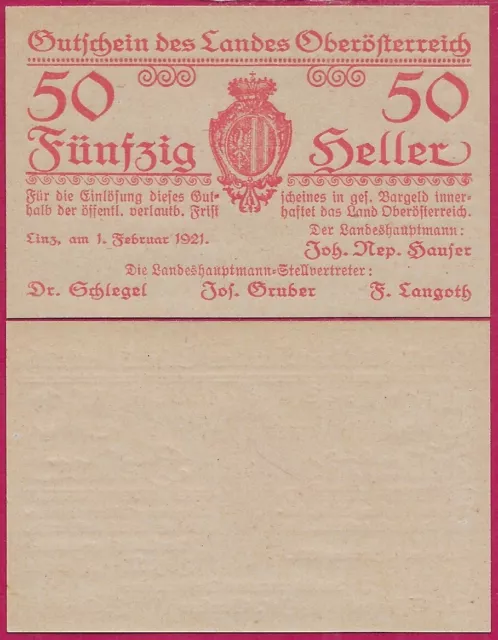 Gutschein des Landes Oberösterreich
50 50
Fünfzig Heller
Für die Einlösung dieses Gut- scheines in ges. Bargeld inner-
halb der öffentl. verlautb. Frist haftet das Land Oberösterreich.
Linz, am 1. Februar 1921. Der Landeshauptmann:
Joh. Nep. Hauser
Die Landeshauptmann-Stellvertreter:
Dr. Schlegel Jos. Gruber F. Langoth